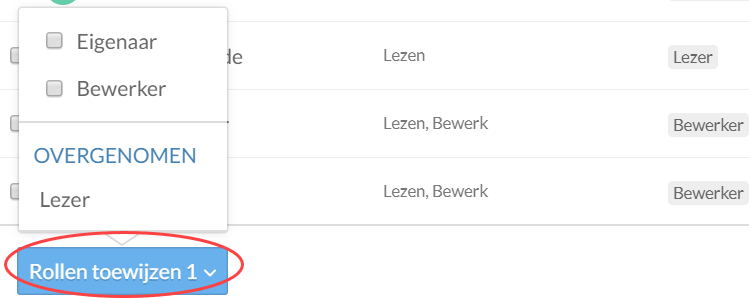 Eigenaar
Bewerker
OVERGENOMEN
Lezer
Rollen toewijzen 1
de Lezen Lezer
Lezen, Bewerk Bewerker
Lezen, Bewerk Bewerker